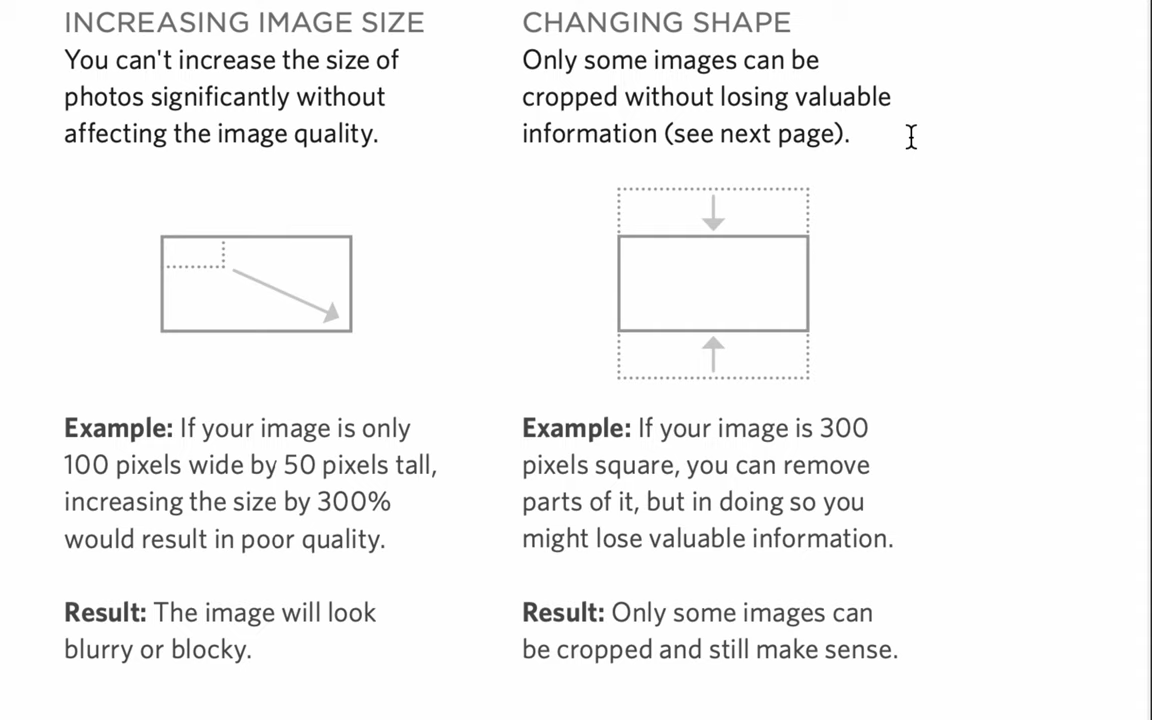 INCREASING IMAGE SIZE
You can't increase the size of
photos significantly without
affecting the image quality.
Example: If your image is only
100 pixels wide by 50 pixels tall,
increasing the size by 300%
would result in poor quality.
Result: The image will look
blurry or blocky.
CHANGING SHAPE
Only some images can be
cropped without losing valuable
information (see next page).
Example: If your image is 300
pixels square, you can remove
parts of it, but in doing so you
might lose valuable information.
Result: Only some images can
be cropped and still make sense.